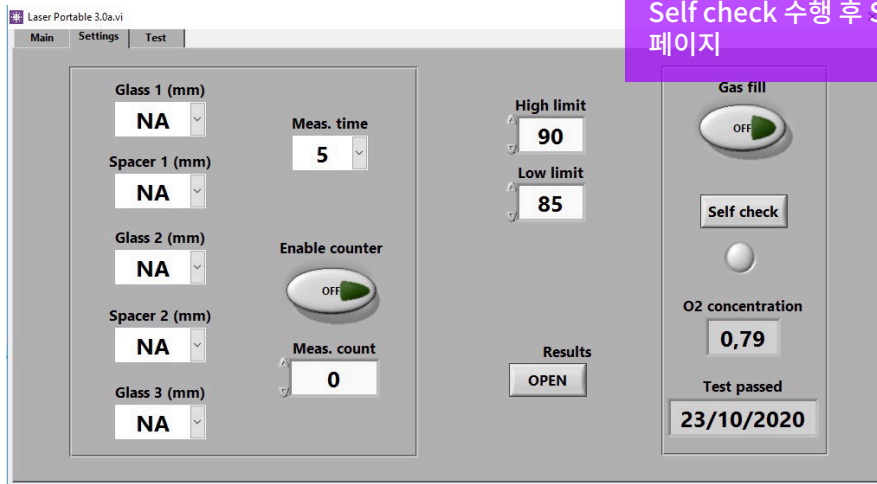 Laser Portable 3.0a.vi
Self check 수행 후
페이지
Main Settings Test
Glass 1 (mm)
NA
Spacer 1 (mm)
NA
Glass 2 (mm)
NA
Spacer 2 (mm)
NA
Glass 3 (mm)
NA
Meas. time
5
Enable counter
OFF
Meas. count
0
High limit
90
Low limit
85
Results
OPEN
Gas fill
OFF
Self check
O2 concentration
0,79
Test passed
23/10/2020